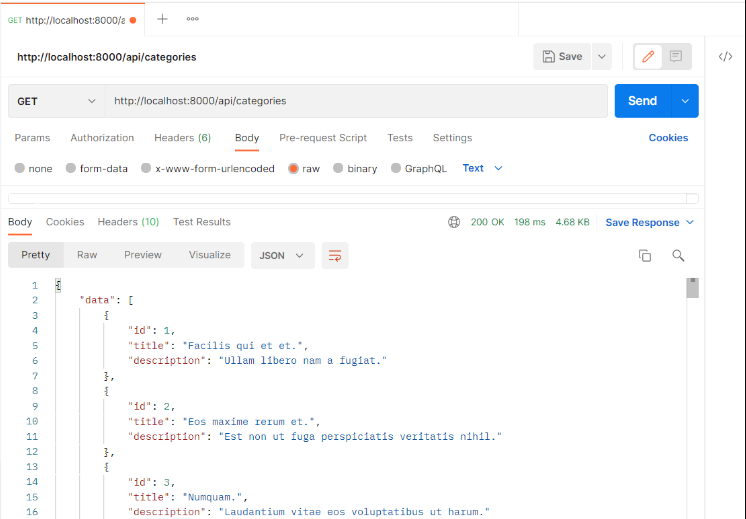 GET http://localhost:8000/a
http://localhost:8000/api/categories
Save
GET http://localhost:8000/api/categories Send
Params Authorization Headers (6) Body Pre-request Script Tests Settings Cookies
none form-data x-www-form-urlencoded raw binary GraphQL Text
Body Cookies Headers (10) Test Results 200 OK 198 ms 4.68 KB Save Response
Pretty Raw Preview Visualize JSON
1 {
2 "data": [
3 {
4 "id": 1,
5 "title": "Facilis qui et et.",
6 "description": "Ullam libero nam a fugiat."
7 },
8 {
9 "id": 2,
10 "title": "Eos maxime rerum et.",
11 "description": "Est non ut fuga perspiciatis veritatis nihil."
12 },
13 {
14 "id": 3,
15 "title": "Numquam.",
16 "description": "Laudantium vitae eos voluptatibus ut harum."